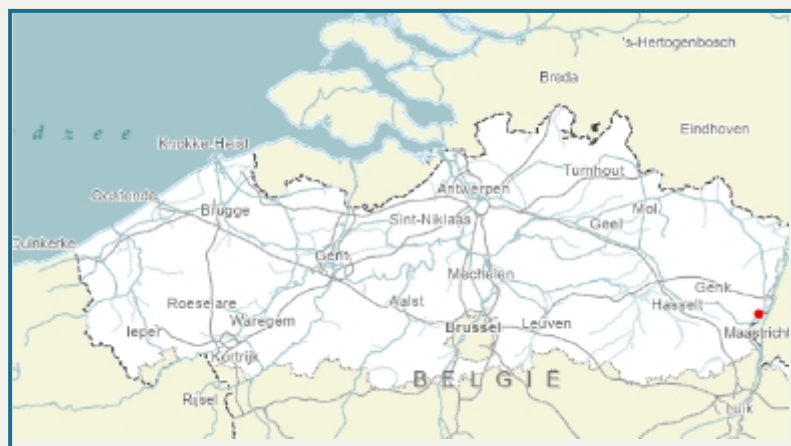 's-Hertogenbosch
Breda
d z e e
Eindhoven
Knokke-Heist
Turnhout
Oostende
Antwerpen
Mol
Brugge
Sint-Niklaas
Geel
Duinkerke
Gent
Mechelen
Genk
Roeselare
Aalst
Hasselt
Ieper
Waregem
Brussel
Leuven
Maastricht
Kortrijk
BELGIË
Rijsel
Luik